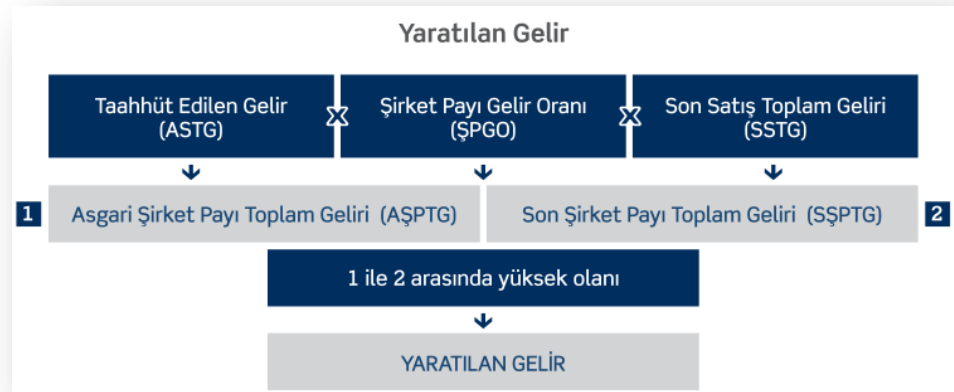 Yaratılan Gelir
Taahhüt Edilen Gelir
(ASTG)
Şirket Payı Gelir Oranı
(ŞPGO)
Son Satış Toplam Geliri
(SSTG)
1
Asgari Şirket Payı Toplam Geliri (AŞPTG)
Son Şirket Payı Toplam Geliri (SŞPTG)
2
1 ile 2 arasında yüksek olanı
YARATILAN GELİR